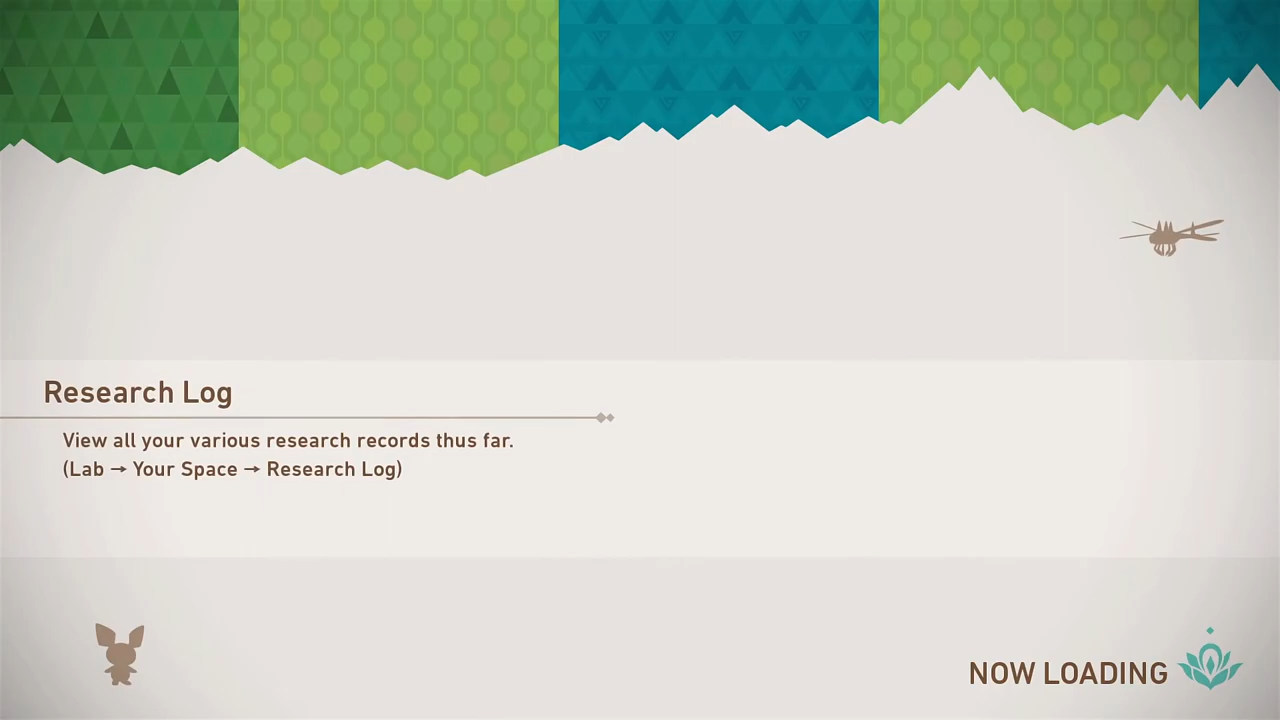 Research Log
View all your various research records thus far.
(Lab → Your Space → Research Log)
NOW LOADING